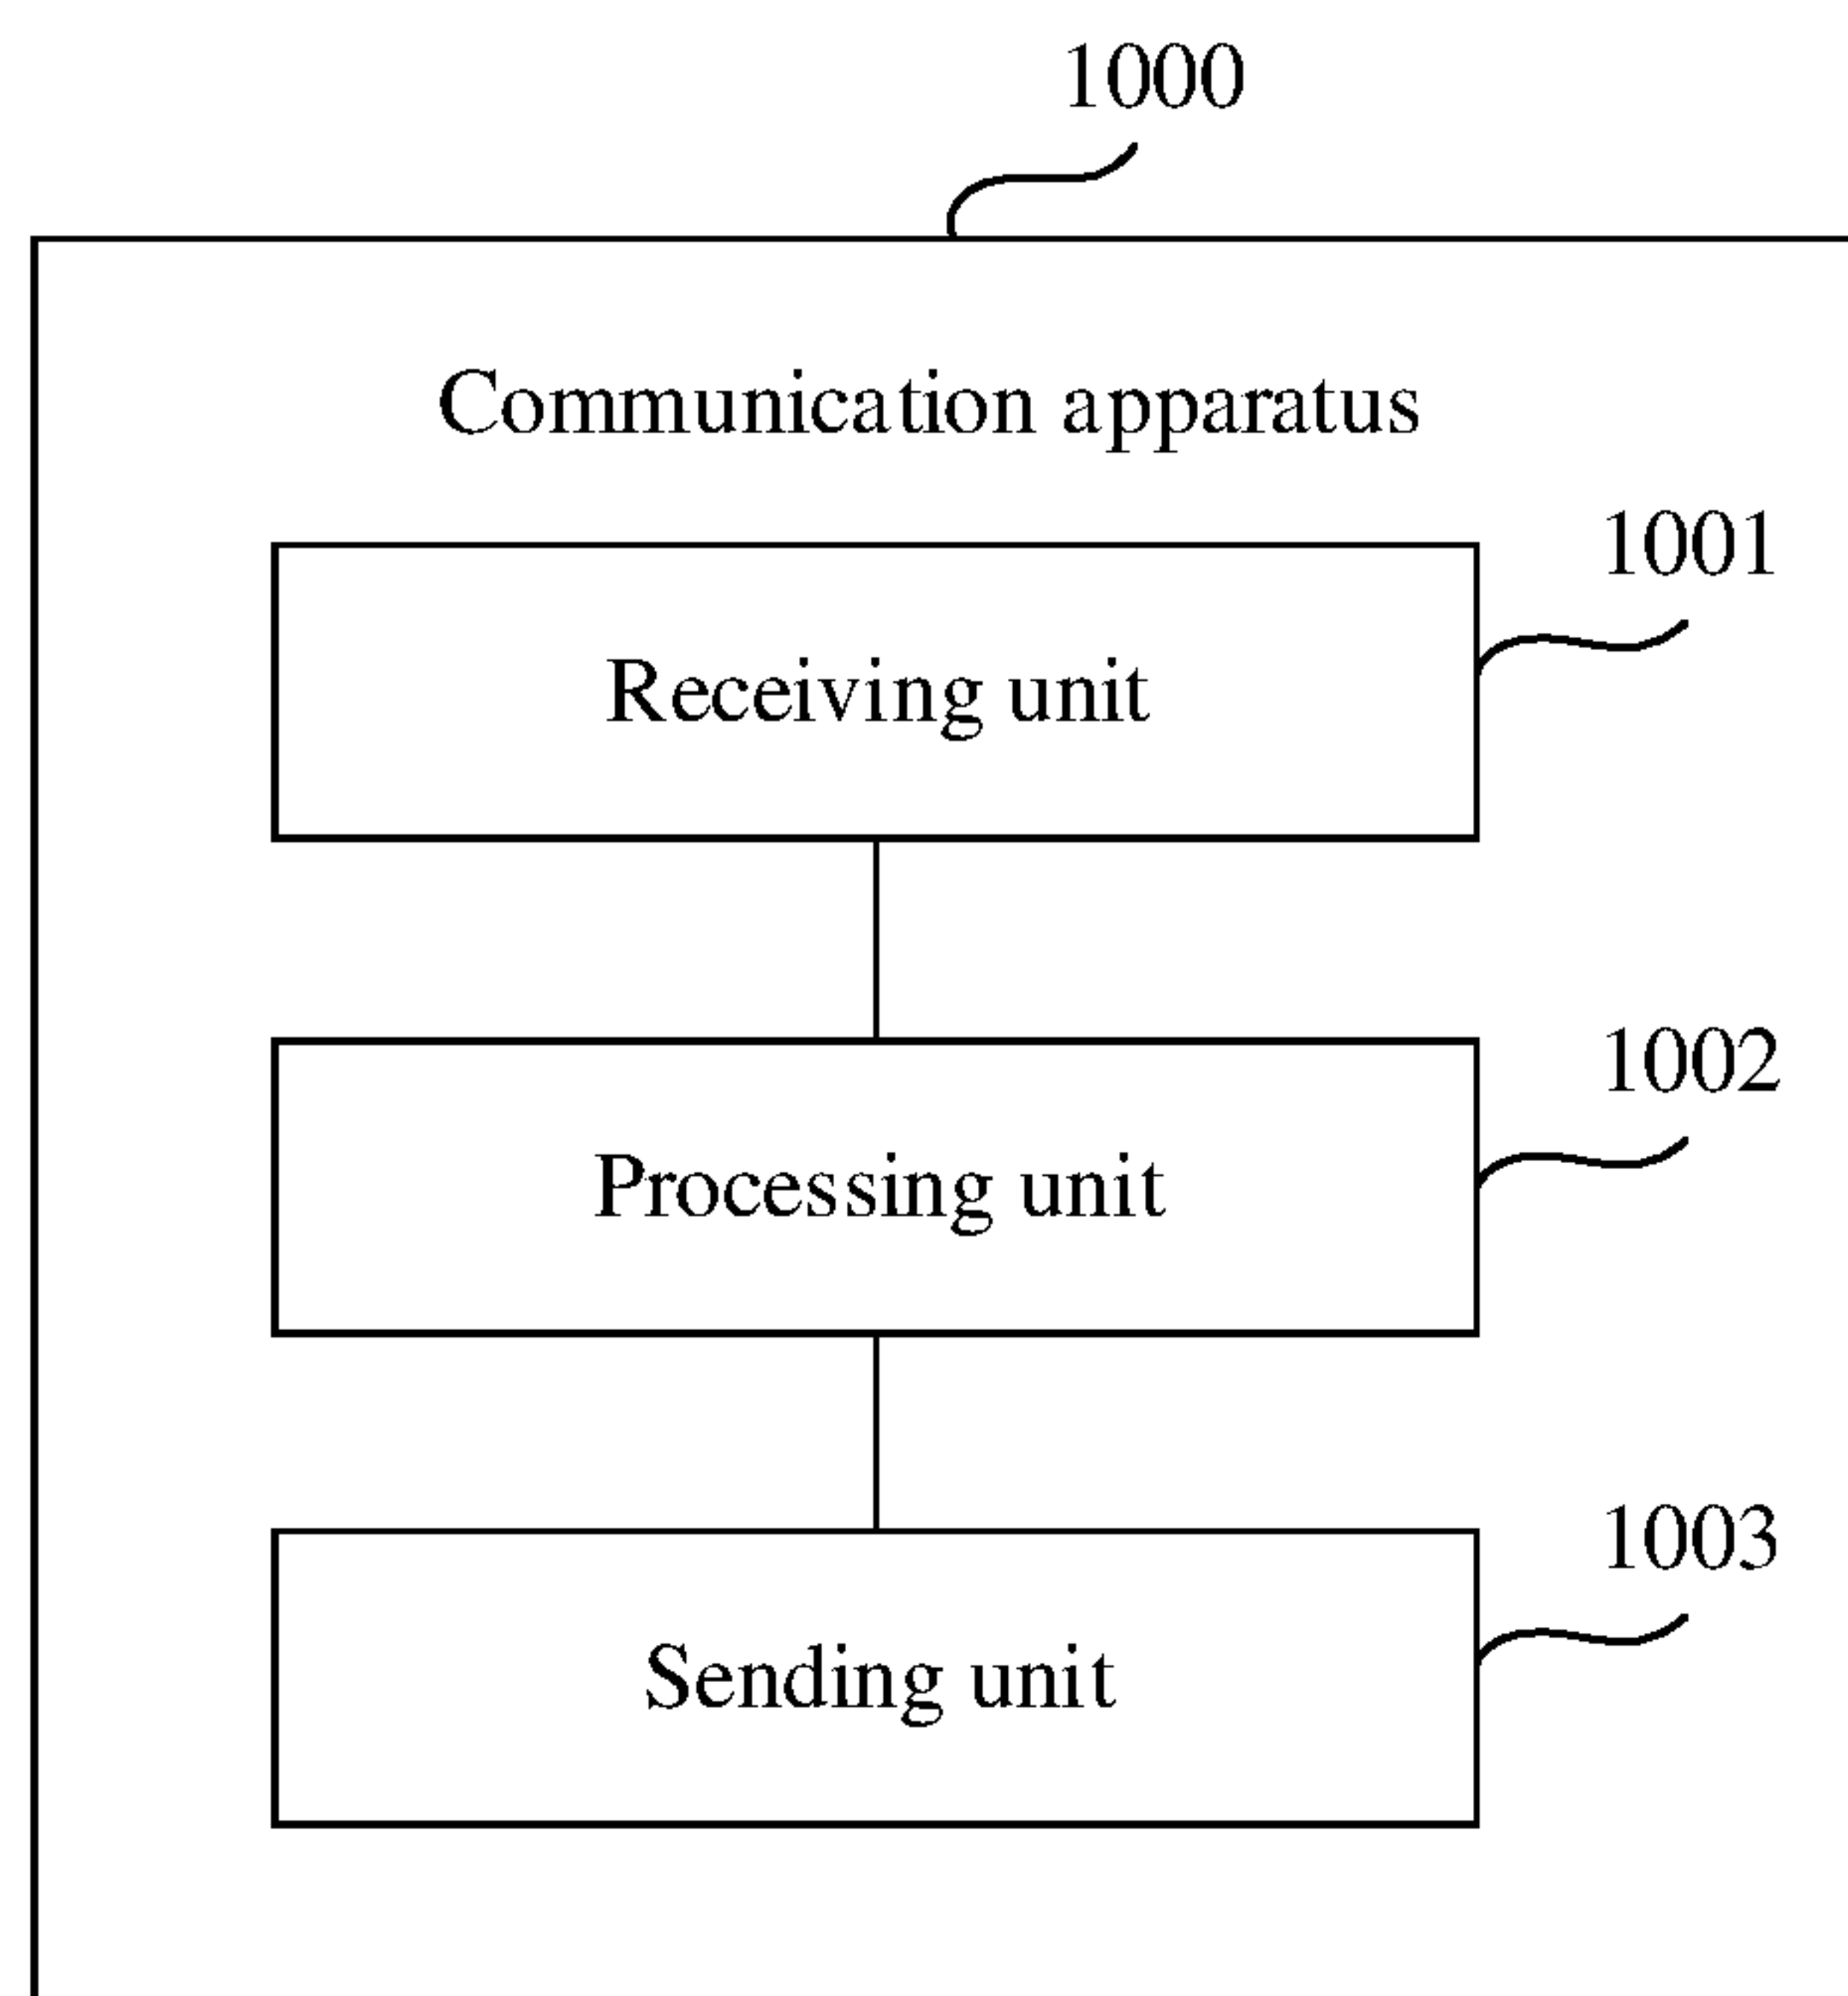 1000
Communication apparatus
1001
Receiving unit
1002
Processing unit
1003
Sending unit